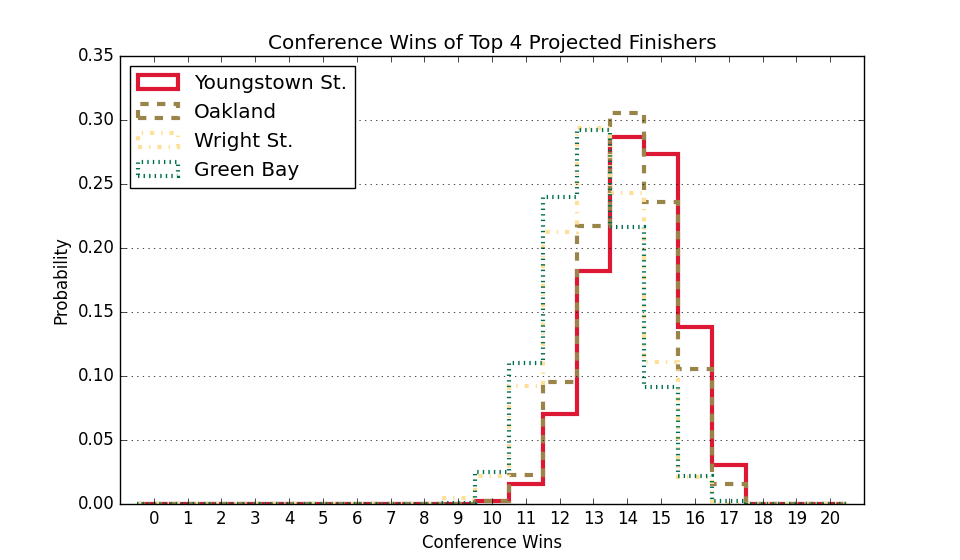 Conference Wins of Top 4 Projected Finishers
0.35
0.30
0.25
0.20
0.15
0.10
0.05
0.00
Probability
Youngstown St.
Oakland
Wright St.
Green Bay
0 1 2 3 4 5 6 7 8 9 10 11 12 13 14 15 16 17 18 19 20
Conference Wins